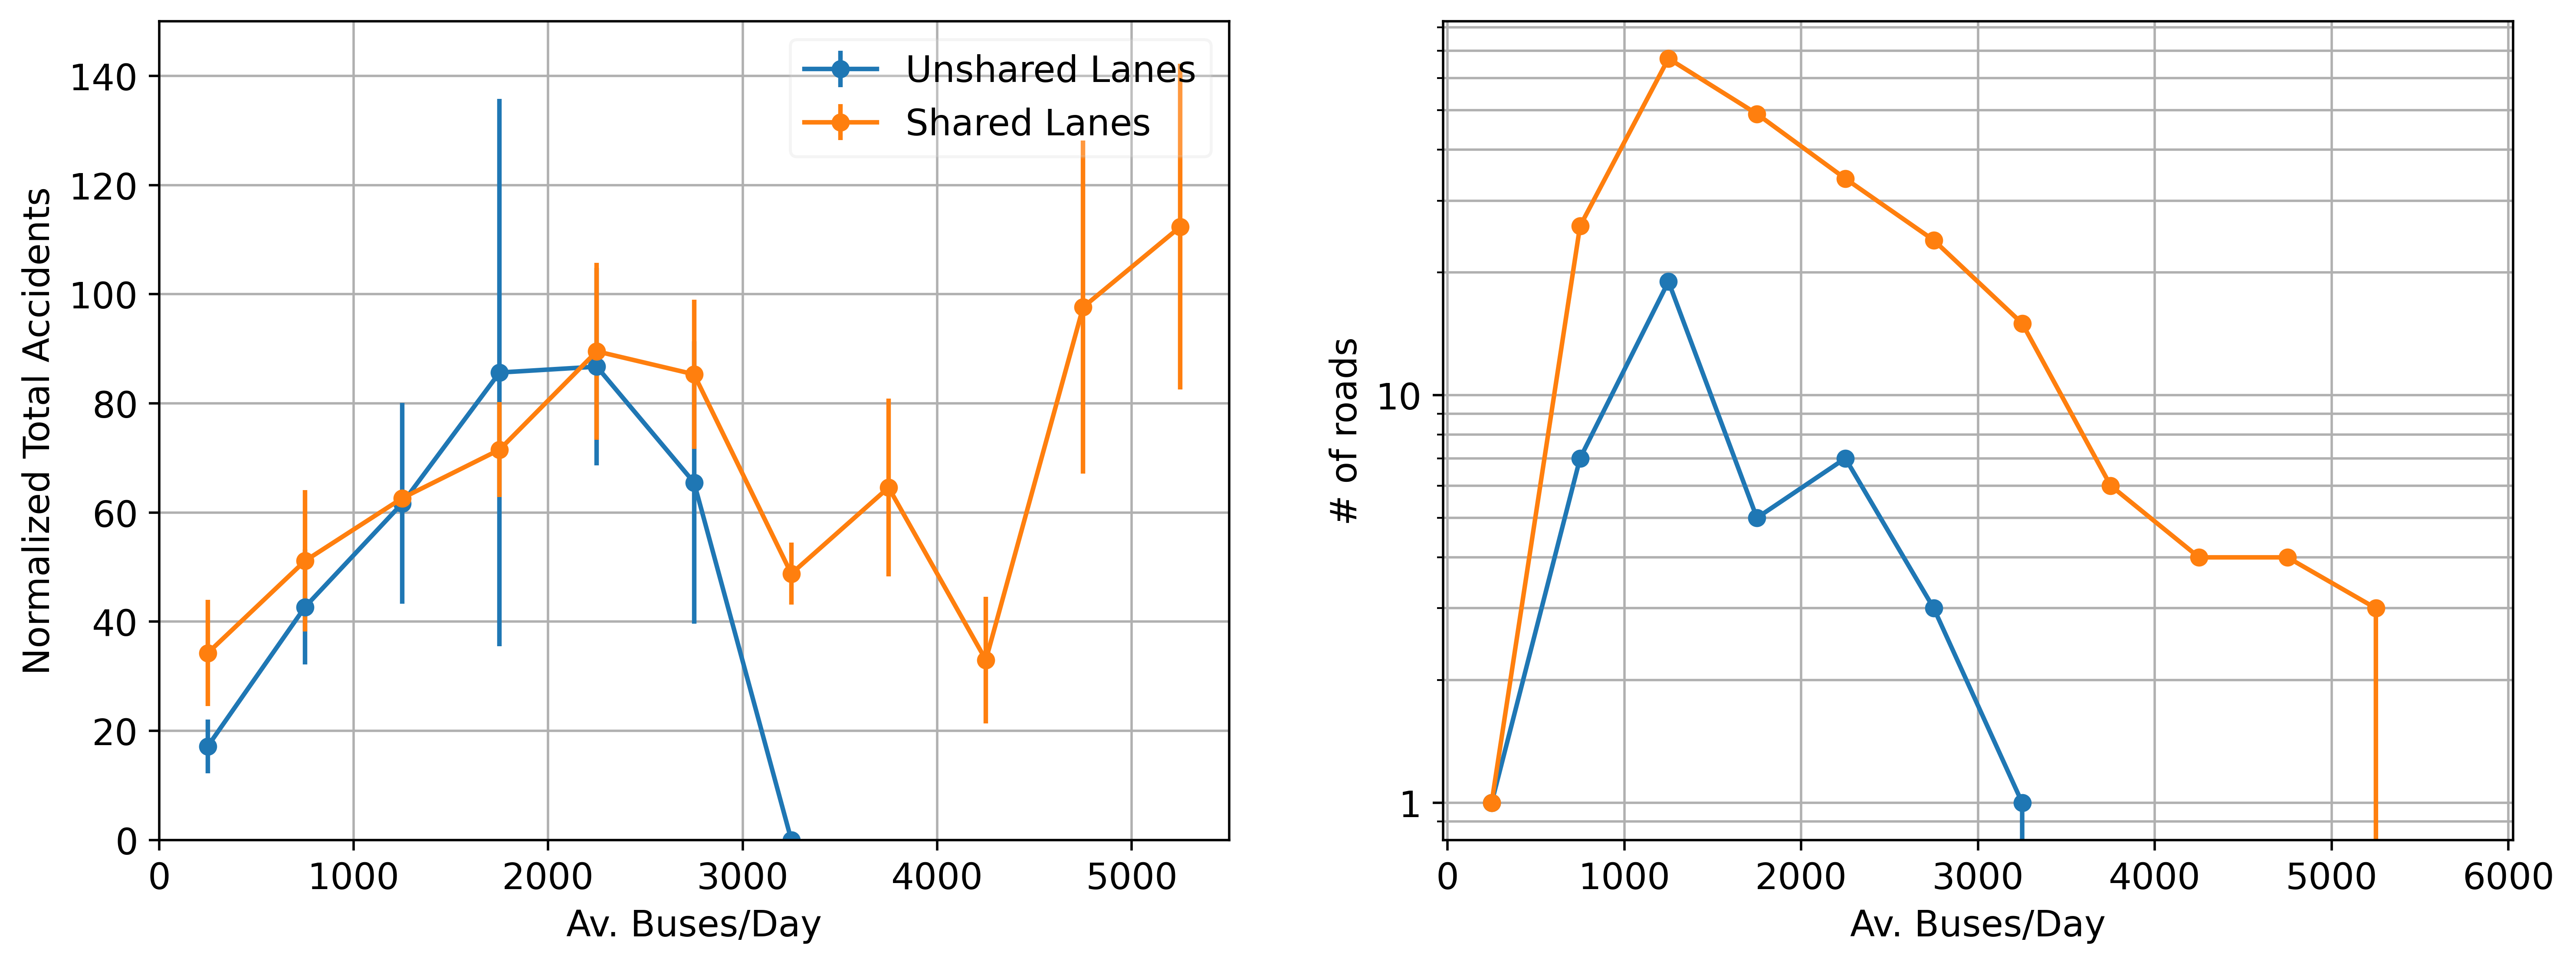 Normalized Total Accidents
140
120
100
80
60
40
20
0
0 1000 2000 3000 4000 5000
Av. Buses/Day
Unshared Lanes
Shared Lanes
# of roads
10
1
0 1000 2000 3000 4000 5000 6000
Av. Buses/Day